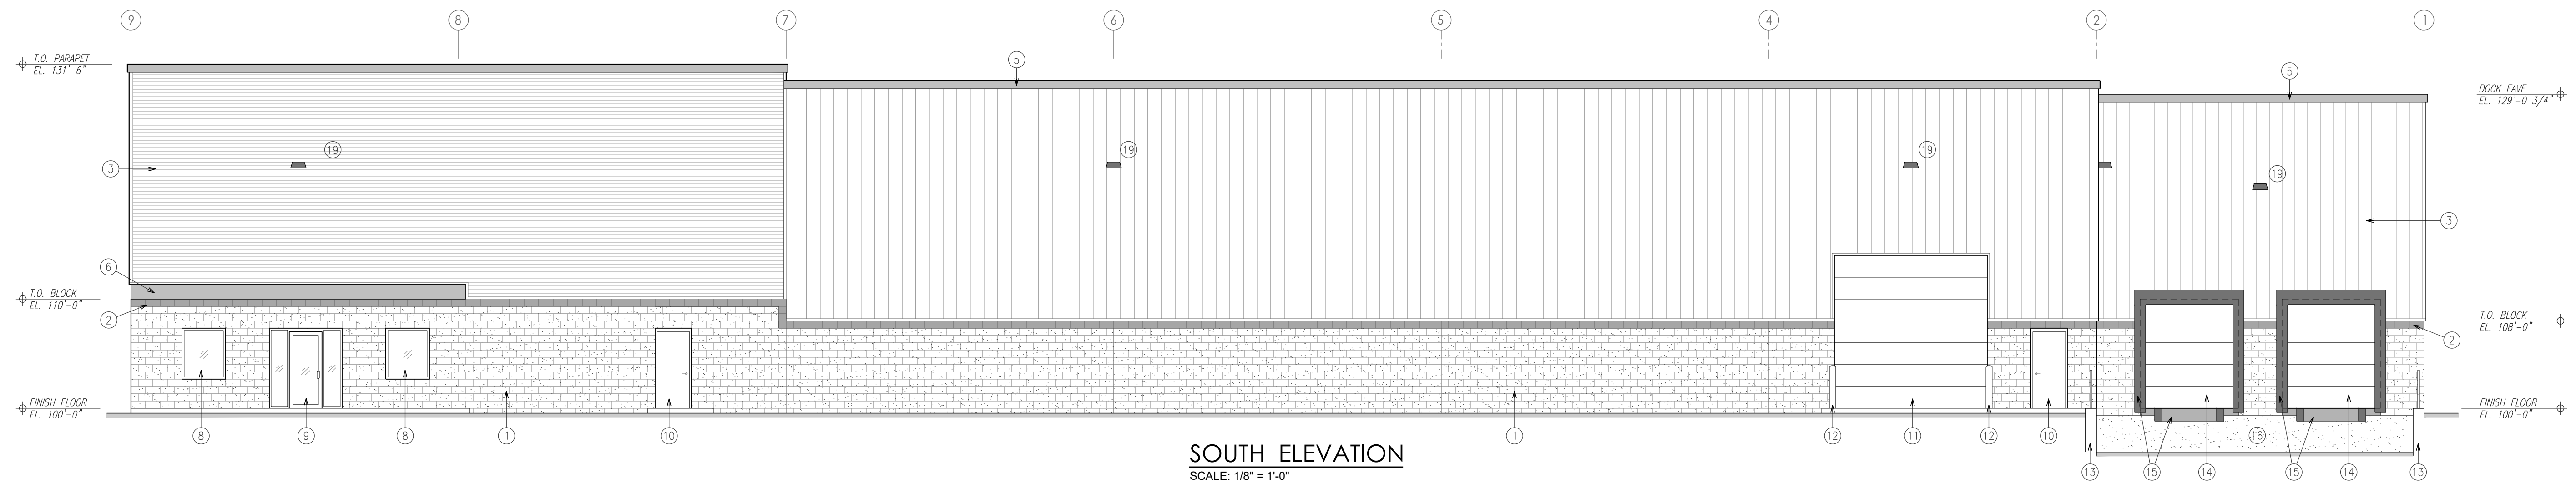 9 8 7 6 5 4 2 1
T.O. PARAPET
EL. 131'-6"
5
5
DOCK EAVE
EL. 129'-0 3/4"
19
19
19
3
19
3
6
T.O. BLOCK
EL. 110'-0"
2
T.O. BLOCK
EL. 108'-0"
2
FINISH FLOOR
EL. 100'-0"
FINISH FLOOR
EL. 100'-0"
8 9 8 1 10 1 12 11 12 10 16
13 15 14 15 14 13
SOUTH ELEVATION
SCALE: 1/8" = 1'-0"